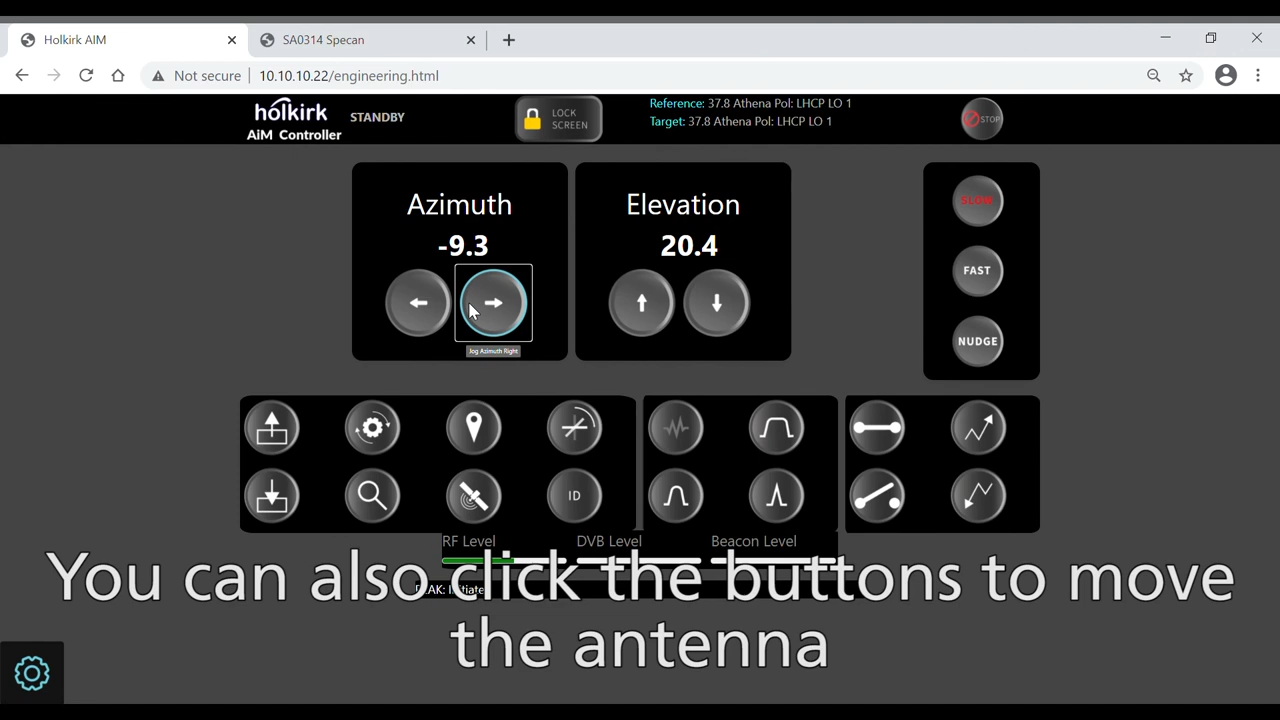 Holkirk AIM
SA0314 Specan
Not secure
10.10.10.22/engineering.html
holkirk
AiM Controller
STANDBY
LOCK
SCREEN
Reference: 37.8 Athena Pol: LHCP LO 1
Target: 37.8 Athena Pol: LHCP LO 1
STOP
Azimuth
-9.3
Jog Azimuth Right
Elevation
20.4
SLOW
FAST
NUDGE
ID
RF Level
DVB Level
Beacon Level
You can also click the buttons to move
the antenna